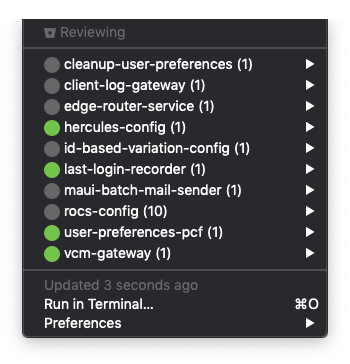 Reviewing
cleanup-user-preferences (1)
client-log-gateway (1)
edge-router-service (1)
hercules-config (1)
id-based-variation-config (1)
last-login-recorder (1)
maui-batch-mail-sender (1)
rocs-config (10)
user-preferences-pcf (1)
vcm-gateway (1)
Updated 3 seconds ago
Run in Terminal... ⌘O
Preferences